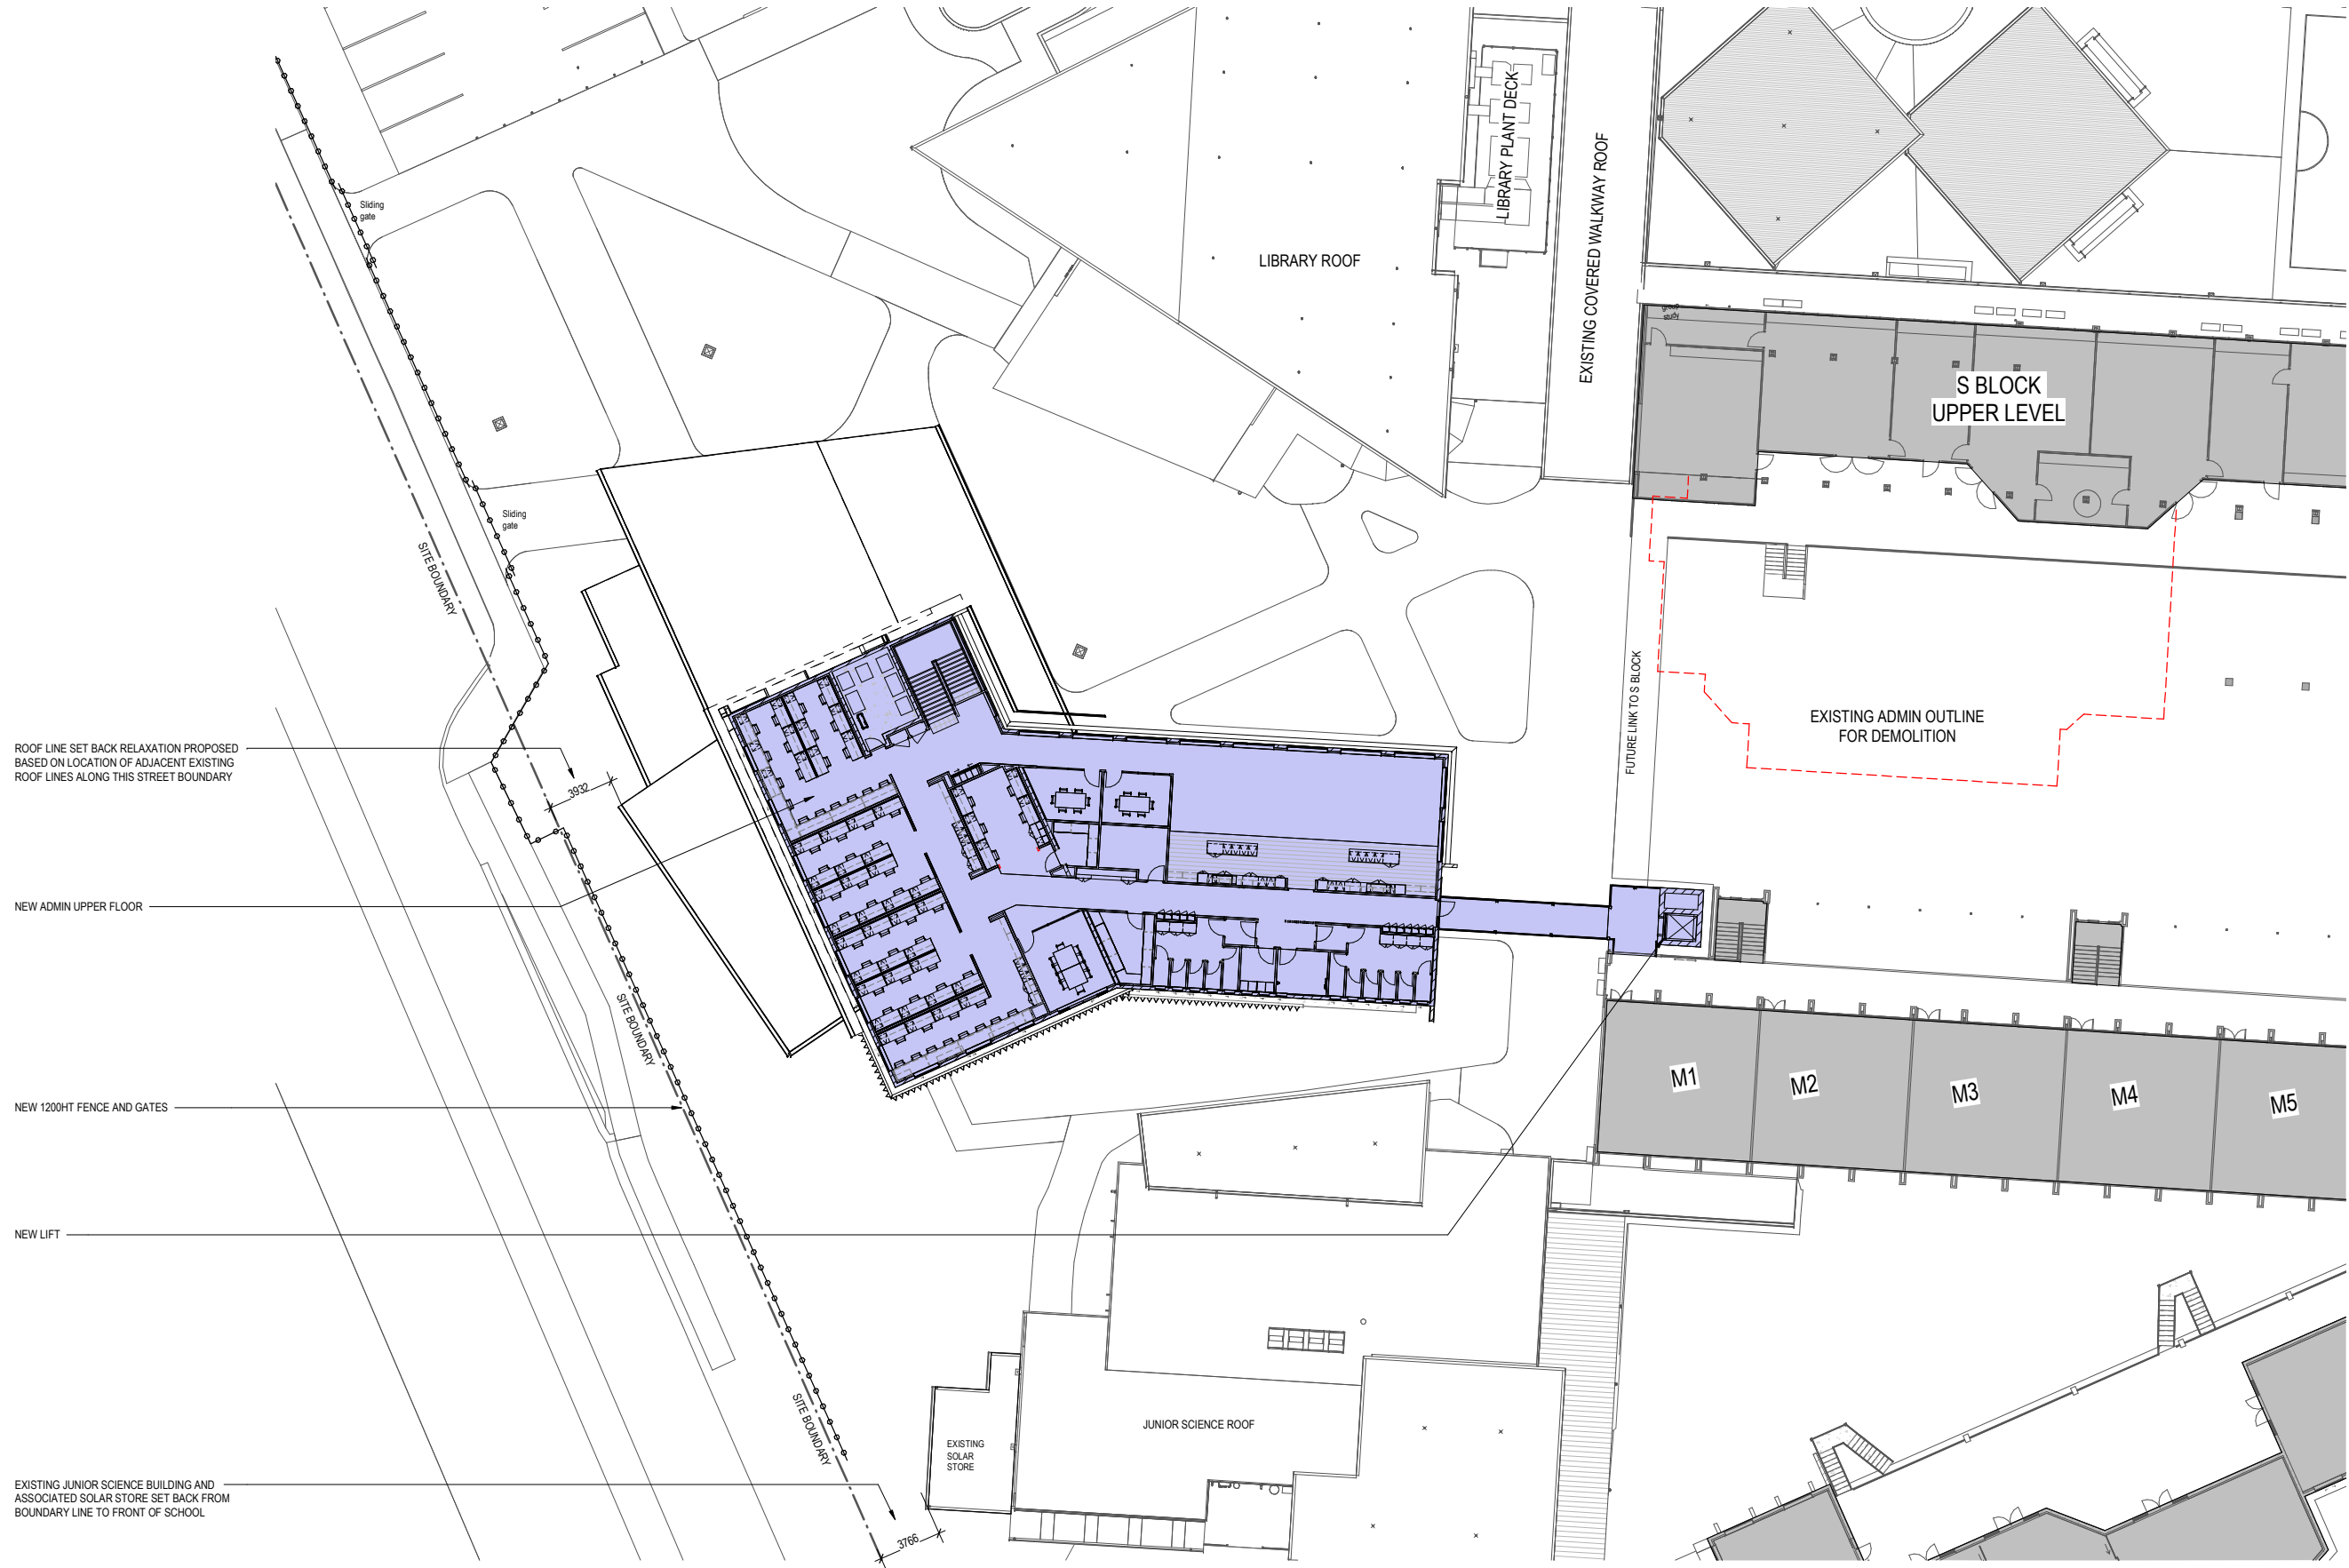 Sliding
gate
LIBRARY PLANT DECK
EXISTING COVERED WALKWAY ROOF
LIBRARY ROOF
group
study
S BLOCK
UPPER LEVEL
Sliding
gate
SITE BOUNDARY
FUTURE LINK TO S BLOCK
EXISTING ADMIN OUTLINE
FOR DEMOLITION
ROOF LINE SET BACK RELAXATION PROPOSED
BASED ON LOCATION OF ADJACENT EXISTING
ROOF LINES ALONG THIS STREET BOUNDARY
3932
NEW ADMIN UPPER FLOOR
SITE BOUNDARY
M1
M2
M3
M4
M5
NEW 1200HT FENCE AND GATES
NEW LIFT
SITE BOUNDARY
JUNIOR SCIENCE ROOF
EXISTING
SOLAR
STORE
EXISTING JUNIOR SCIENCE BUILDING AND
ASSOCIATED SOLAR STORE SET BACK FROM
BOUNDARY LINE TO FRONT OF SCHOOL
3766